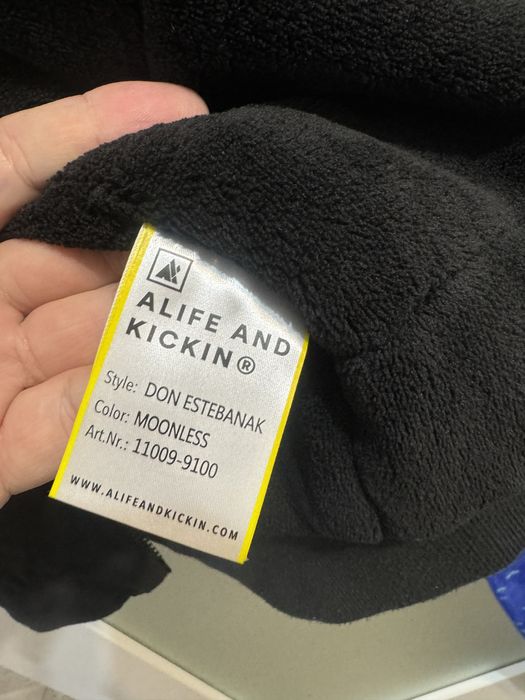 ALIFE AND
KICKIN®
Style: DON ESTEBANAK
Color: MOONLESS
Art.Nr.: 11009-9100
WWW.ALIFEANDKICKIN.COM